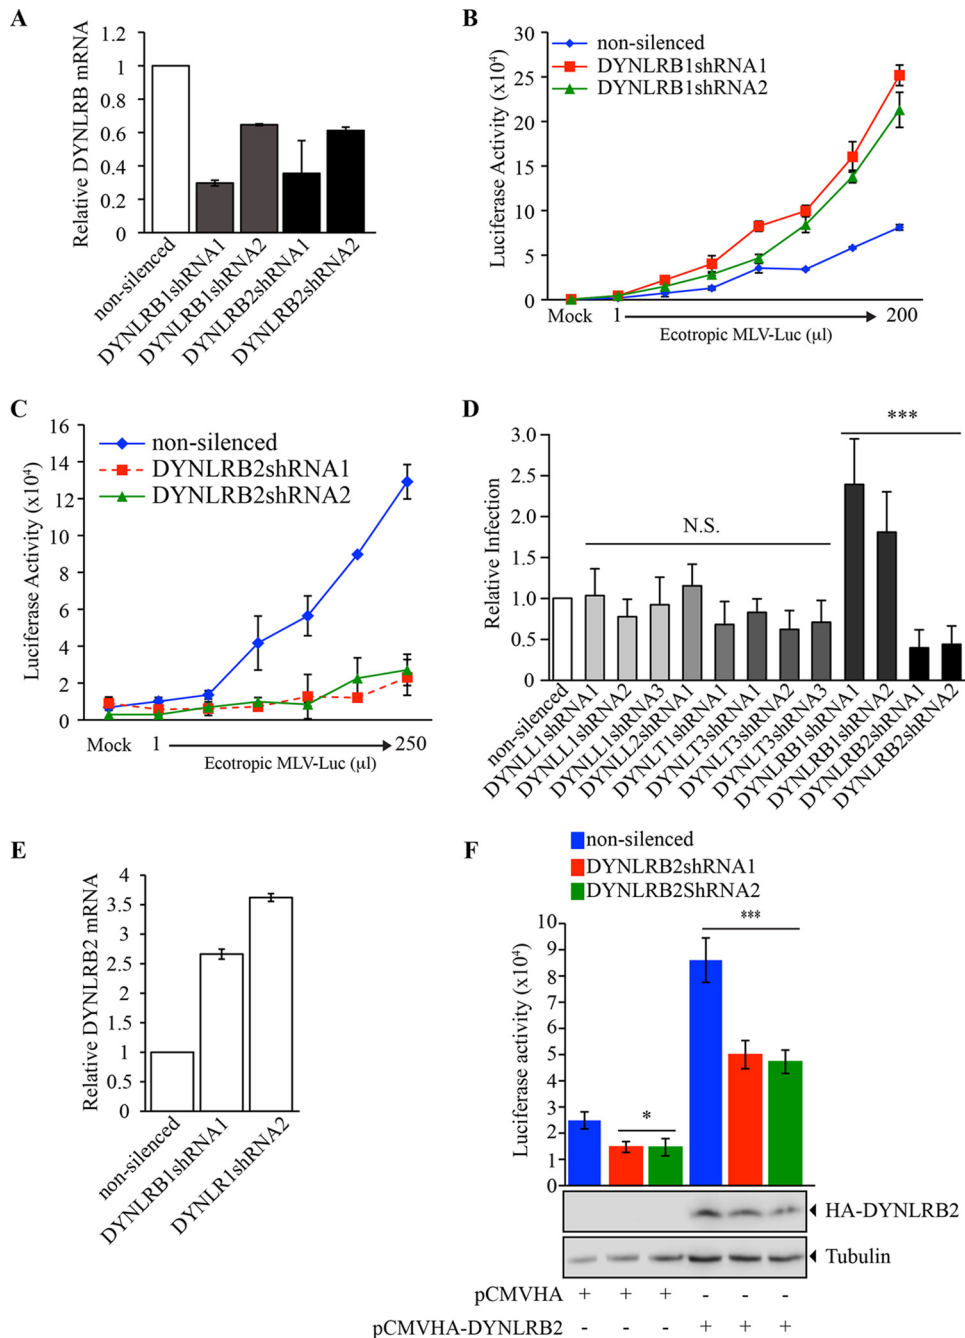 A
Relative DYNLRB mRNA
1.2
1
0.8
0.6
0.4
0.2
0
non-silenced
DYNLRB1shRNA1
DYNLRB1shRNA2
DYNLRB2shRNA1
DYNLRB2shRNA2
B
non-silenced
DYNLRB1shRNA1
DYNLRB1shRNA2
Luciferase Activity (x10⁴)
30
25
20
15
10
5
0
Mock 1 200
Ecotropic MLV-Luc (µl)
C
non-silenced
DYNLRB2shRNA1
DYNLRB2shRNA2
Luciferase Activity (x10⁴)
16
14
12
10
8
6
4
2
0
Mock 1 250
Ecotropic MLV-Luc (µl)
D
Relative Infection
3.0
2.5
2.0
1.5
1.0
0.5
0
N.S.
***
non-silenced
DYNLL1shRNA1
DYNLL1shRNA2
DYNLL1shRNA3
DYNLL2shRNA1
DYNLT1shRNA1
DYNLT3shRNA1
DYNLT3shRNA2
DYNLT3shRNA3
DYNLRB1shRNA1
DYNLRB1shRNA2
DYNLRB2shRNA1
DYNLRB2shRNA2
E
Relative DYNLRB2 mRNA
4
3.5
3
2.5
2
1.5
1
0.5
0
non-silenced
DYNLRB1shRNA1
DYNLR1shRNA2
F
non-silenced
DYNLRB2shRNA1
DYNLRB2ShRNA2
Luciferase activity (x10⁴)
10
9
8
7
6
5
4
3
2
1
0
*
***
HA-DYNLRB2
Tubulin
pCMVHA + + + - - -
pCMVHA-DYNLRB2 - - - + + +